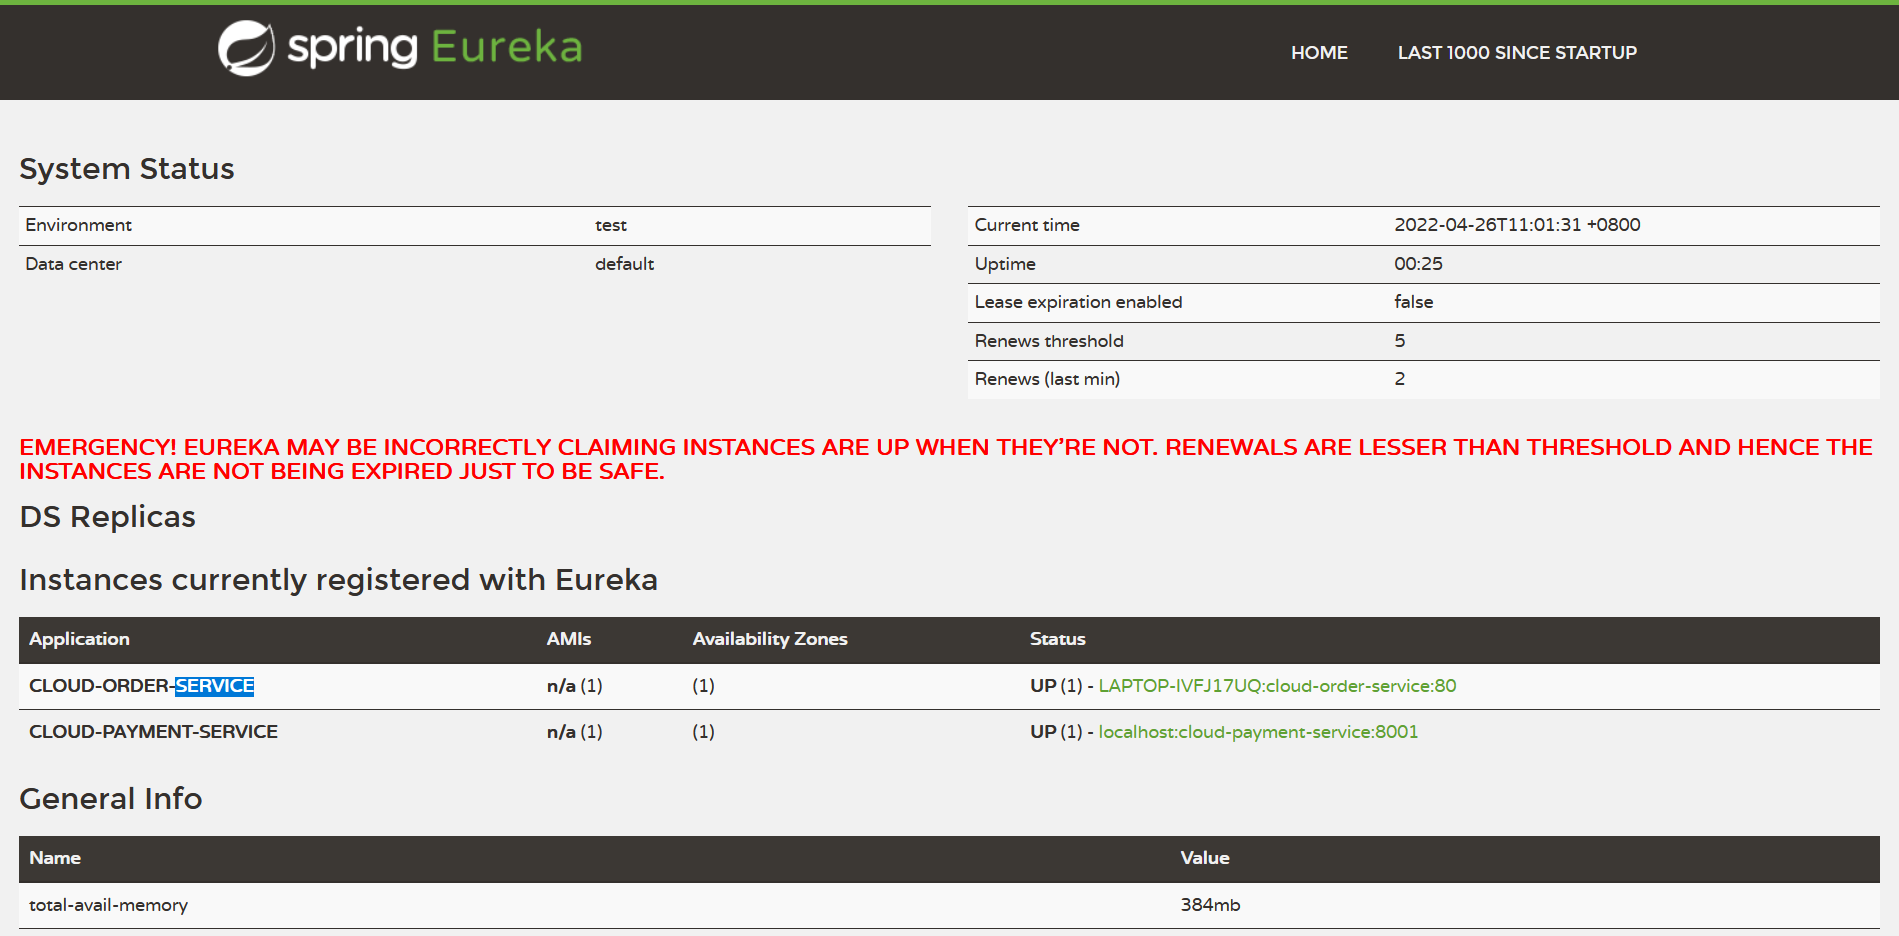 spring Eureka
HOME LAST 1000 SINCE STARTUP
System Status
Environment test
Data center default
Current time 2022-04-26T11:01:31 +0800
Uptime 00:25
Lease expiration enabled false
Renews threshold 5
Renews (last min) 2
EMERGENCY! EUREKA MAY BE INCORRECTLY CLAIMING INSTANCES ARE UP WHEN THEY'RE NOT. RENEWALS ARE LESSER THAN THRESHOLD AND HENCE THE
INSTANCES ARE NOT BEING EXPIRED JUST TO BE SAFE.
DS Replicas
Instances currently registered with Eureka
Application AMIs Availability Zones Status
CLOUD-ORDER-SERVICE n/a (1) (1) UP (1) - LAPTOP-IVFJ17UQ:cloud-order-service:80
CLOUD-PAYMENT-SERVICE n/a (1) (1) UP (1) - localhost:cloud-payment-service:8001
General Info
Name Value
total-avail-memory 384mb